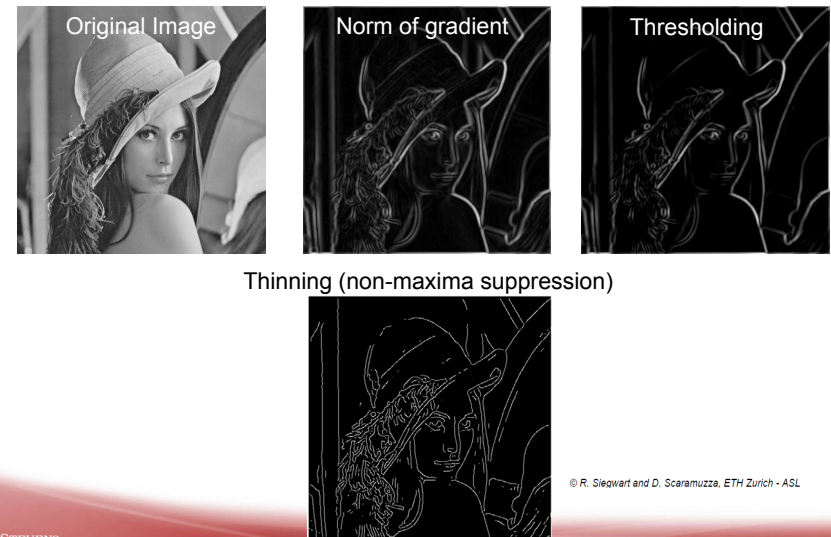 Original Image
Norm of gradient
Thresholding
Thinning (non-maxima suppression)
© R. Siegwart and D. Scaramuzza, ETH Zurich - ASL